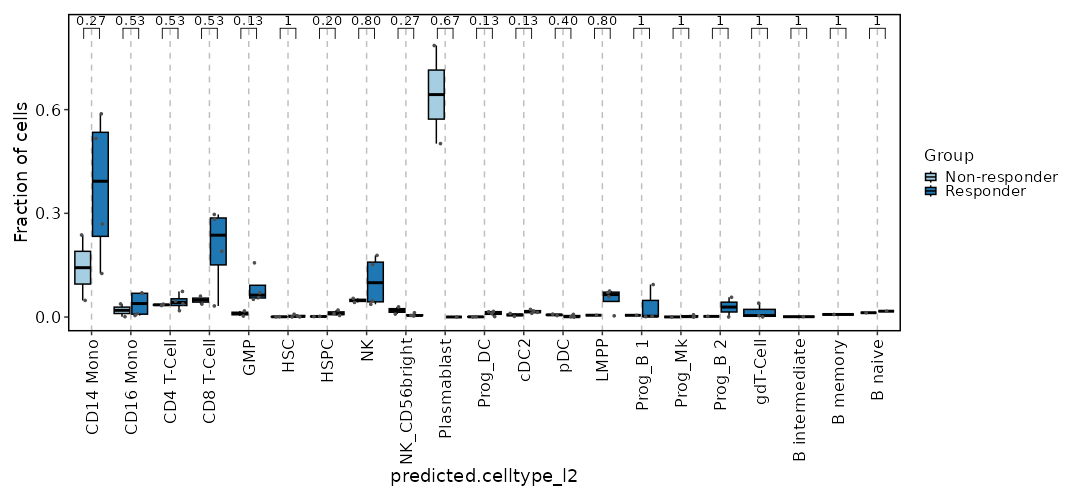 0.27 0.53 0.53 0.53 0.13 1 0.20 0.80 0.27 0.67 0.13 0.13 0.40 0.80 1 1 1 1 1 1 1
Fraction of cells
0.6
0.3
0.0
Group
Non-responder
Responder
CD14 Mono
CD16 Mono
CD4 T-Cell
CD8 T-Cell
GMP
HSC
HSPC
NK
NK_CD56bright
Plasmablast
Prog_DC
cDC2
pDC
LMPP
Prog_B 1
Prog_Mk
Prog_B 2
gdT-Cell
B intermediate
B memory
B naive
predicted.celltype_l2